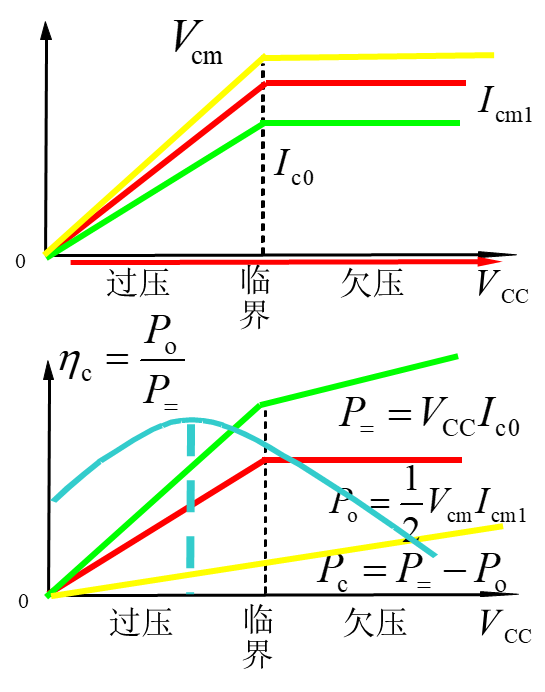 V_cm
I_cm1
I_c0
0
过压 临界 欠压 V_CC
η_c = P_o / P_=
P_= = V_CC I_c0
P_o = 1/2 V_cm I_cm1
P_c = P_= − P_o
0
过压 临界 欠压 V_CC